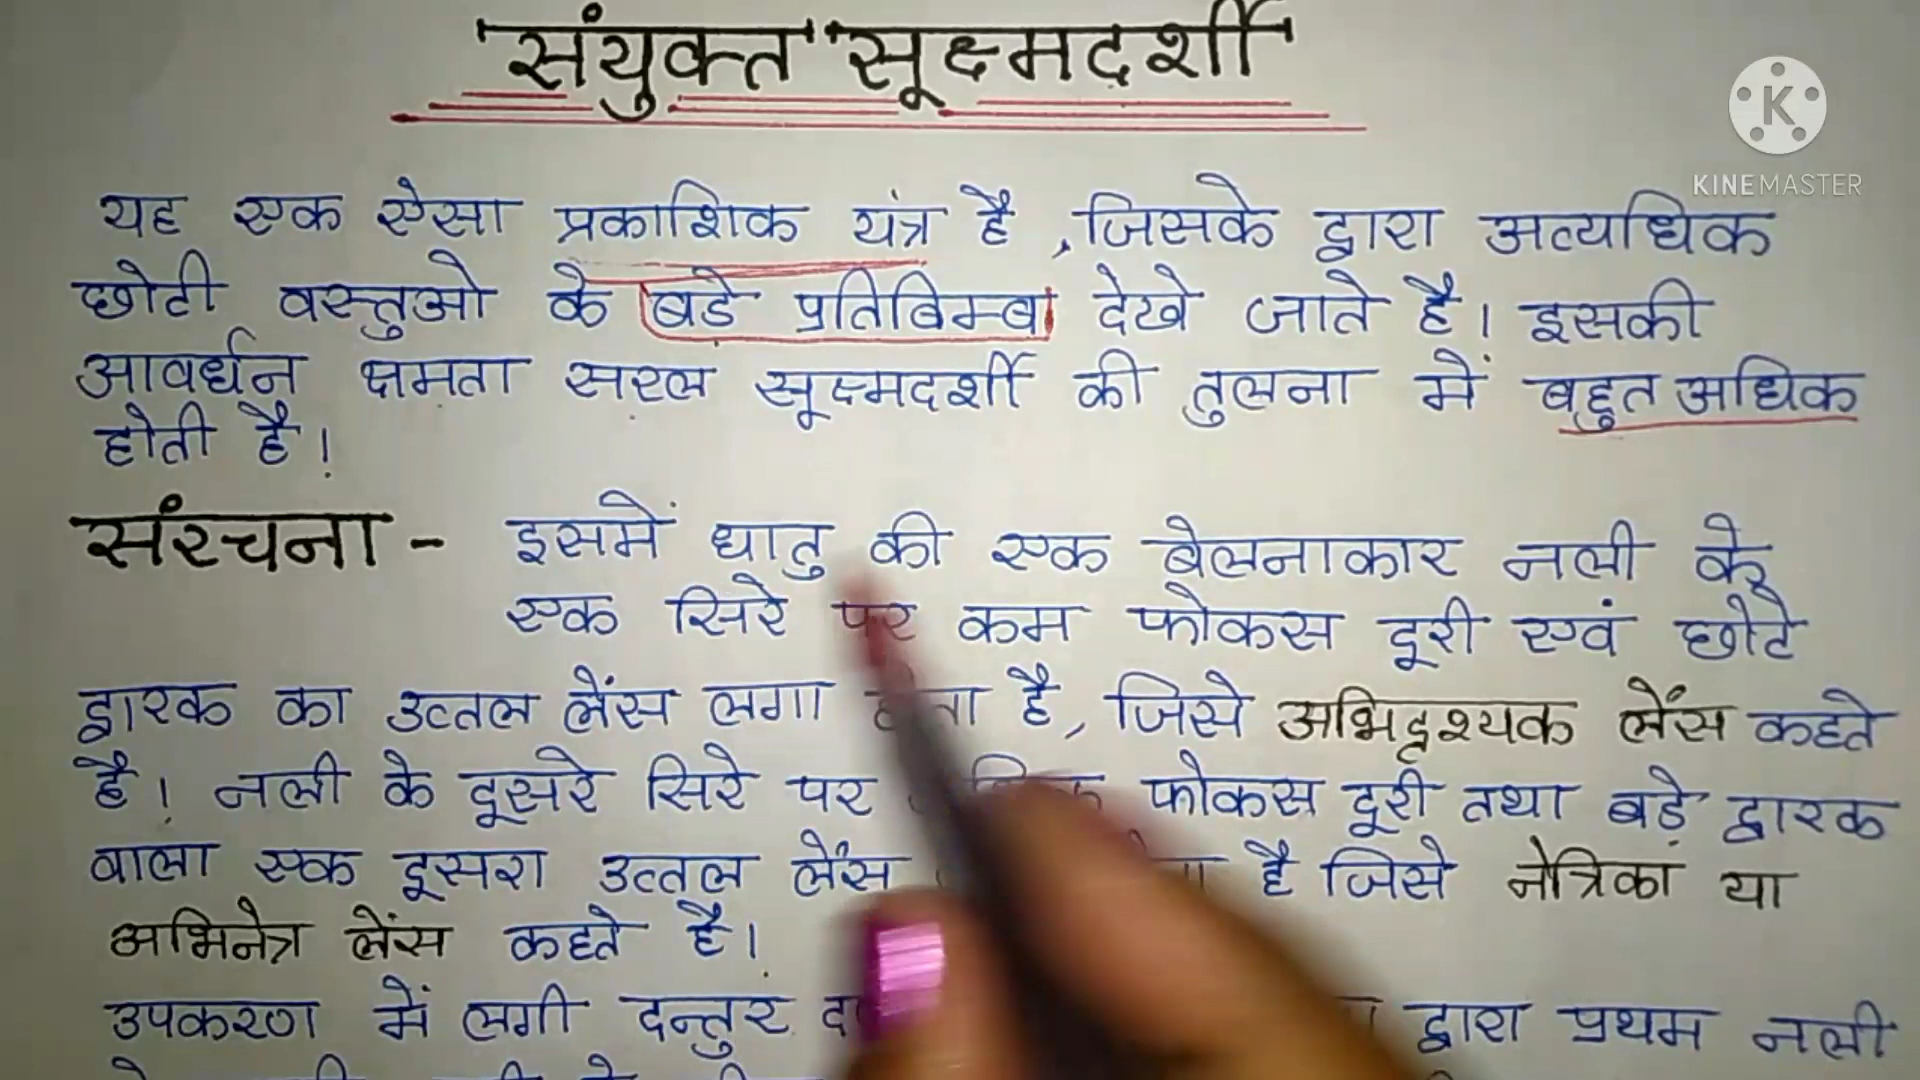 संयुक्त सूक्ष्मदर्शी
K
KINEMASTER
यह एक ऐसा प्रकाशिक यंत्र है, जिसके द्वारा अत्यधिक
छोटी वस्तुओ के बडे प्रतिबिम्ब देखे जाते है। इसकी
आवर्धन क्षमता सरल सूक्ष्मदर्शी की तुलना में बहुत अधिक
होती है।
संरचना - इसमें धातु की एक बेलनाकार नली के
एक सिरे पर कम फोकस दूरी एवं छोटे
द्वारक का उत्तल लेंस लगा है, जिसे अभिदृश्यक लेंस कहते
है। नली के दूसरे सिरे पर फोकस दूरी तथा बड़े द्वारक
वाला एक दूसरा उत्तल लेंस है जिसे नेत्रिका या
अभिनेत्र लेंस कहते है।
उपकरण में लगी दन्तुर द्वारा प्रथम नली